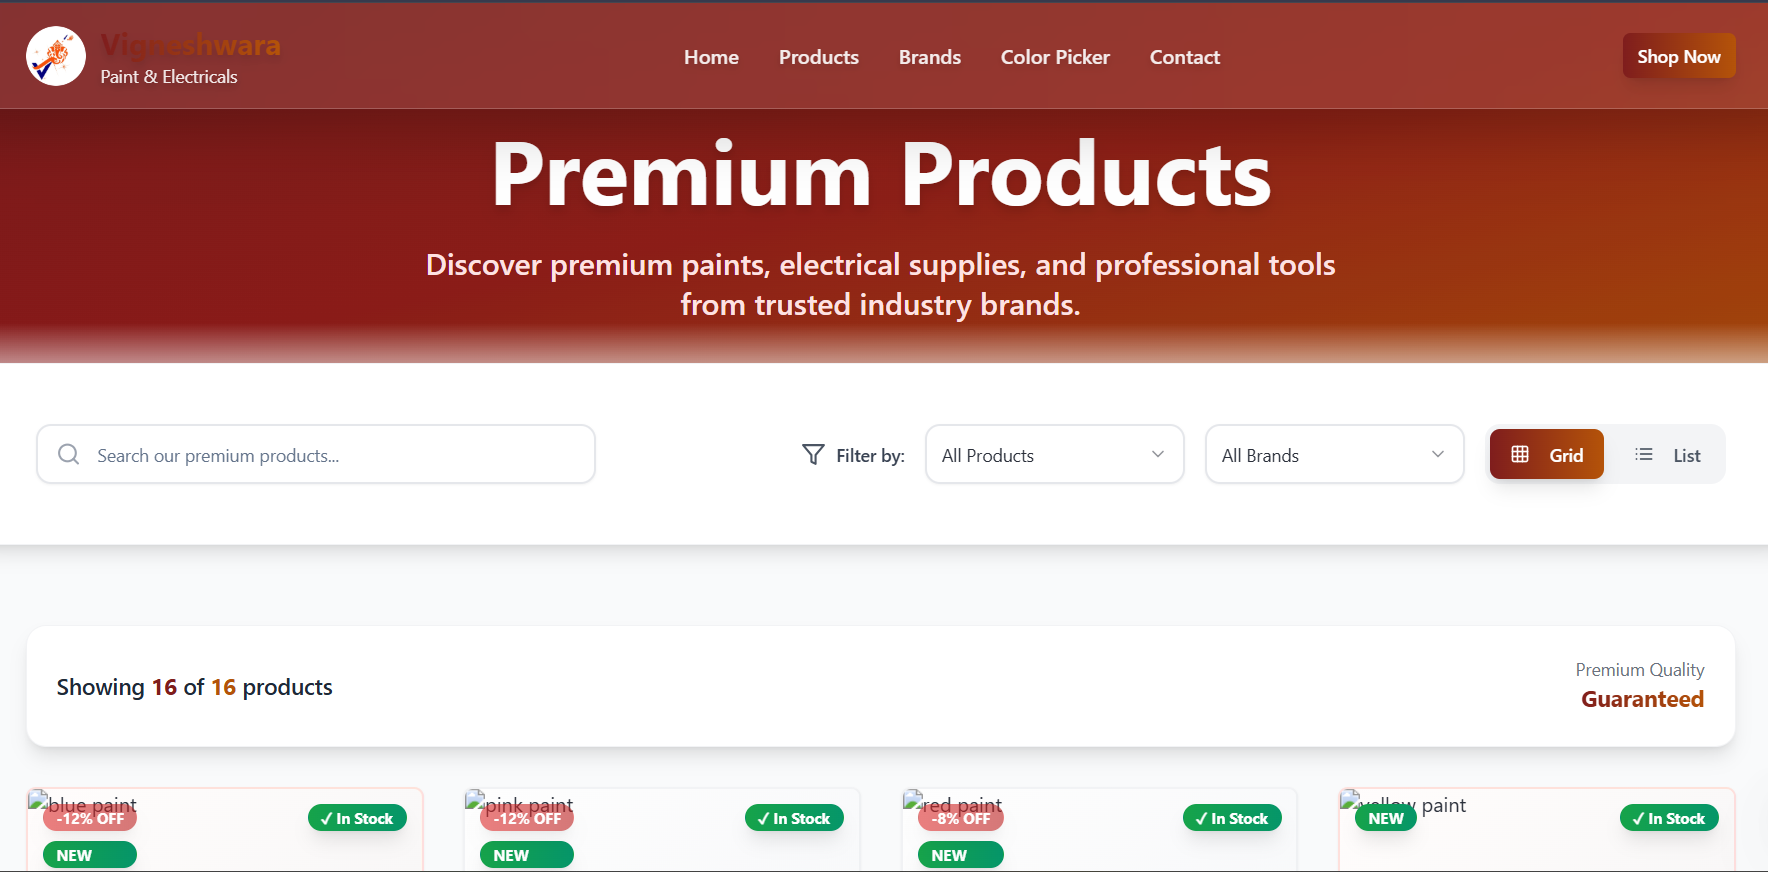 Vigneshwara
Paint & Electricals
Home
Products
Brands
Color Picker
Contact
Shop Now
Premium Products
Discover premium paints, electrical supplies, and professional tools
from trusted industry brands.
Search our premium products...
Filter by:
All Products
All Brands
Grid
List
Showing 16 of 16 products
Premium Quality
Guaranteed
blue paint
-12% OFF
✓ In Stock
NEW
pink paint
-12% OFF
✓ In Stock
NEW
red paint
-8% OFF
✓ In Stock
NEW
yellow paint
NEW
✓ In Stock